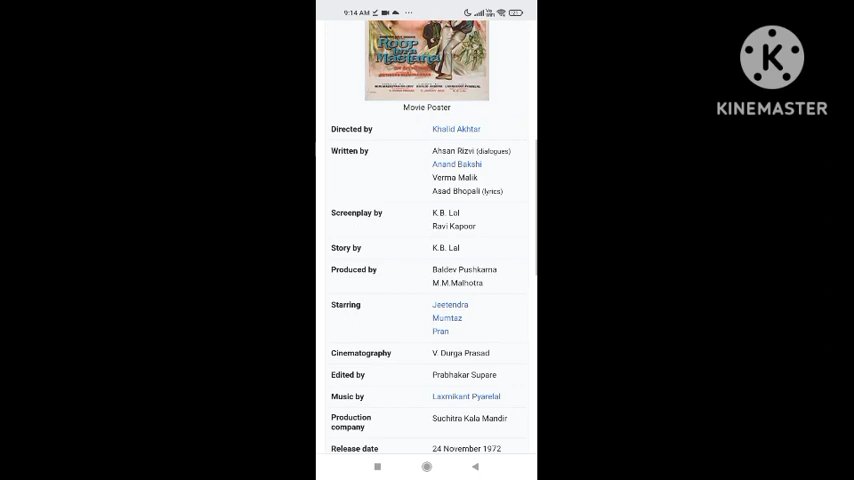 9:14 AM
K
KINEMASTER
Roop
Tera
Mastana
Movie Poster
Directed by Khalid Akhtar
Written by Ahsan Rizvi (dialogues)
Anand Bakshi
Verma Malik
Asad Bhopali (lyrics)
Screenplay by K.B. Lal
Ravi Kapoor
Story by K.B. Lal
Produced by Baldev Pushkarna
M.M.Malhotra
Starring Jeetendra
Mumtaz
Pran
Cinematography V. Durga Prasad
Edited by Prabhakar Supare
Music by Laxmikant Pyarelal
Production company Suchitra Kala Mandir
Release date 24 November 1972